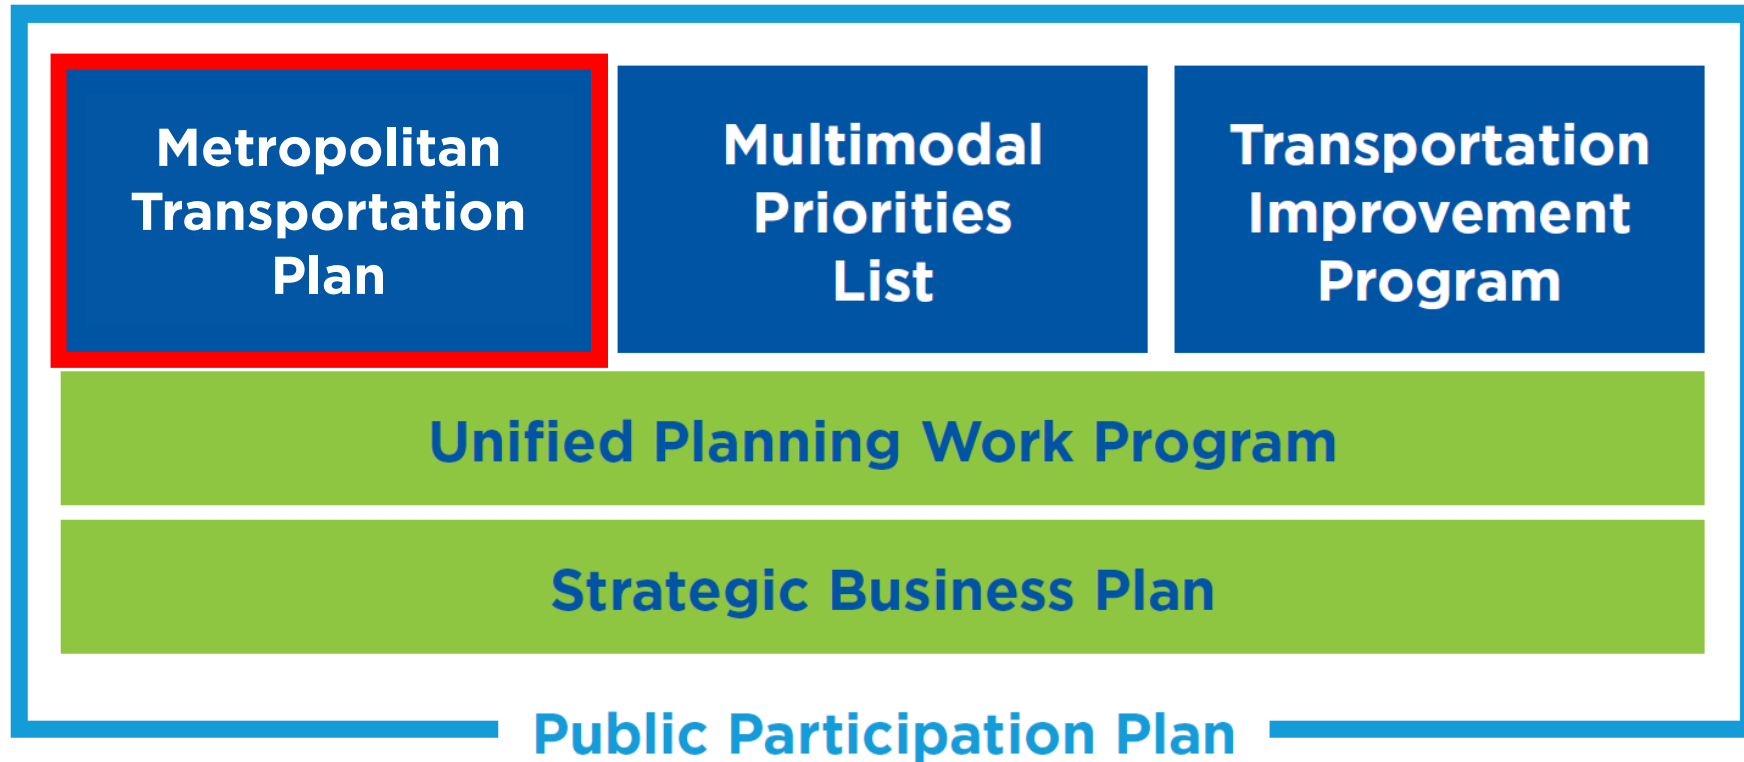 Metropolitan
Transportation
Plan
Multimodal
Priorities
List
Transportation
Improvement
Program
Unified Planning Work Program
Strategic Business Plan
Public Participation Plan